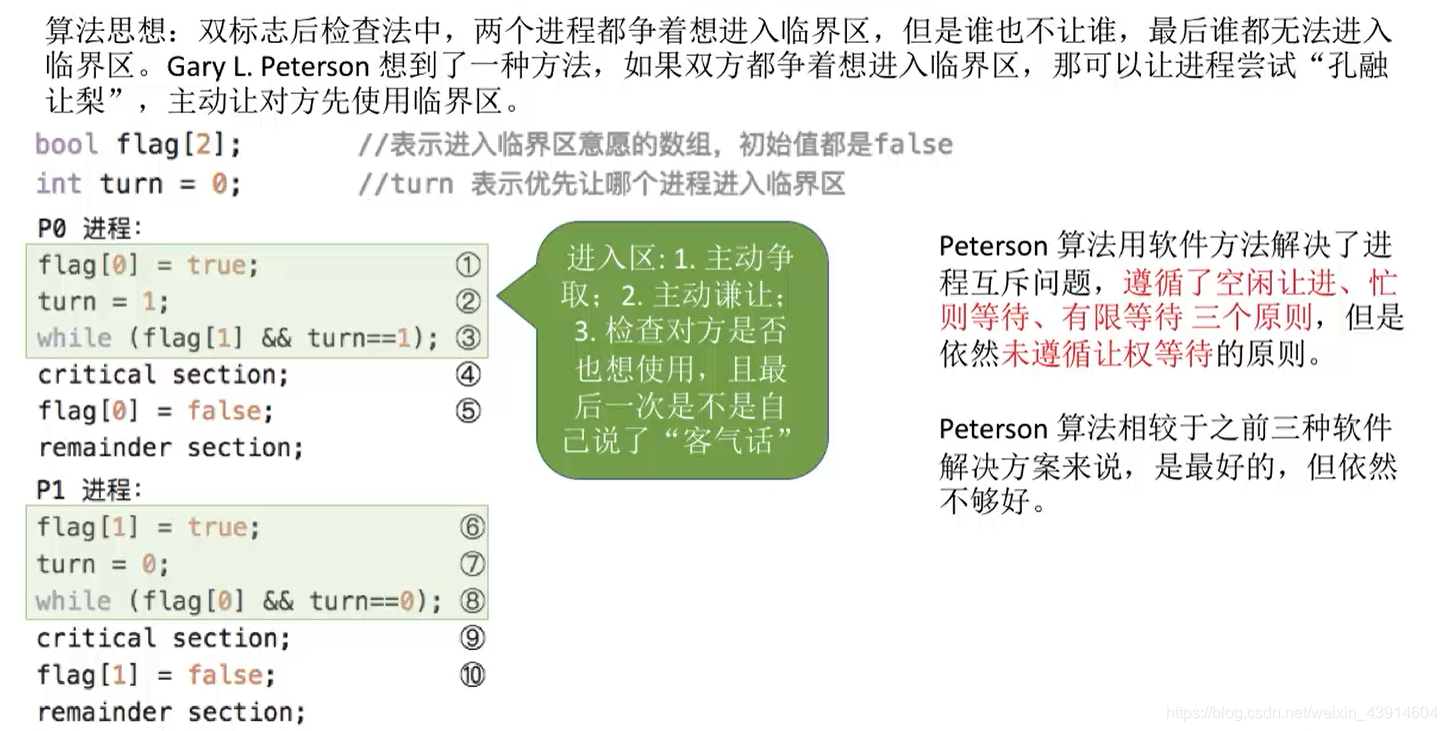 算法思想：双标志后检查法中，两个进程都争着想进入临界区，但是谁也不让谁，最后谁都无法进入
临界区。Gary L. Peterson 想到了一种方法，如果双方都争着想进入临界区，那可以让进程尝试“孔融
让梨”，主动让对方先使用临界区。
bool flag[2];  //表示进入临界区意愿的数组，初始值都是false
int turn = 0;  //turn 表示优先让哪个进程进入临界区
P0 进程：
flag[0] = true; ①
turn = 1; ②
while (flag[1] && turn==1); ③
critical section; ④
flag[0] = false; ⑤
remainder section;
P1 进程：
flag[1] = true; ⑥
turn = 0; ⑦
while (flag[0] && turn==0); ⑧
critical section; ⑨
flag[1] = false; ⑩
remainder section;
进入区：1. 主动争
取；2. 主动谦让；
3. 检查对方是否
也想使用，且最
后一次是不是自
己说了“客气话”
Peterson 算法用软件方法解决了进
程互斥问题，遵循了空闲让进、忙
则等待、有限等待 三个原则，但是
依然未遵循让权等待的原则。
Peterson 算法相较于之前三种软件
解决方案来说，是最好的，但依然
不够好。
https://blog.csdn.net/weixin_43914604